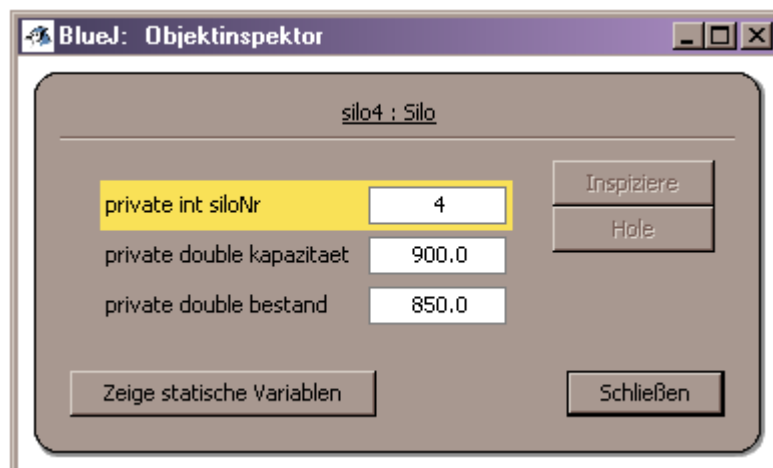 BlueJ: Objektinspektor
silo4 : Silo
private int siloNr 4
private double kapazitaet 900.0
private double bestand 850.0
Inspiziere
Hole
Zeige statische Variablen
Schließen